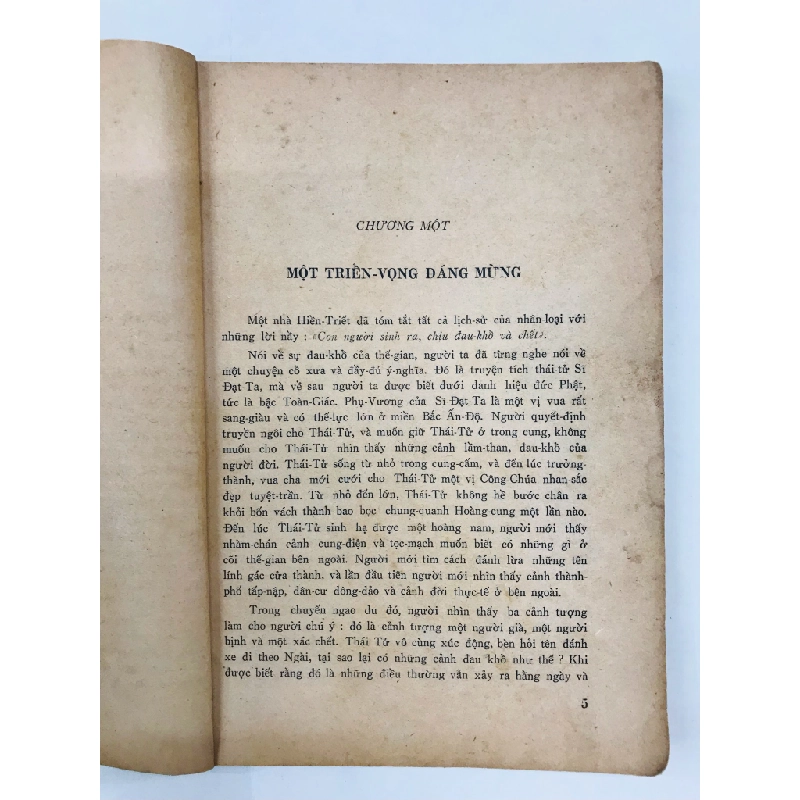 CHƯƠNG MỘT
MỘT TRIỀN-VỌNG ĐÁNG MỪNG
Một nhà Hiền-Triết đã tóm tắt tất cả lịch-sử của nhân-loại với
những lời nầy : «Con người sinh ra, chịu đau-khổ và chết».
Nói về sự đau-khổ của thế-gian, người ta đã từng nghe nói về
một chuyện cổ xưa và đầy-đủ ý-nghĩa. Đó là truyện tích thái-tử Sĩ
Đạt-Ta, mà về sau người ta được biết dưới danh hiệu đức Phật,
tức là bậc Toàn-Giác. Phụ-Vương của Sĩ Đạt-Ta là một vị vua rất
sang-giàu và có thế-lực lớn ở miền Bắc Ấn-Độ. Người quyết-định
truyền ngôi cho Thái-Tử, và muốn giữ Thái-Tử ở trong cung, không
muốn cho Thái-Tử nhìn thấy những cảnh lầm-than, đau-khổ của
người đời. Thái-Tử sống từ nhỏ trong cung-cấm, và đến lúc trưởng-
thành, vua cha mới cưới cho Thái-Tử một vị Công Chúa nhan-sắc
đẹp tuyệt-trần. Từ nhỏ đến lớn, Thái-Tử không hề bước chân ra
khỏi bốn vách thành bao bọc chung-quanh Hoàng-cung một lần nào.
Đến lúc Thái-Tử sinh hạ được một hoàng nam, người mới thấy
nhàm-chán cảnh cung-điện và tọc-mạch muốn biết có những gì ở
cõi thế-gian bên ngoài. Người mới tìm cách đánh lừa những tên
lính gác cửa thành. và lần đầu tiên người mới nhìn thấy cảnh thành-
phố tấp-nập, dân-cư đông-đảo và cảnh đời thực-tế ở bên ngoài.
Trong chuyến ngao du đó, người nhìn thấy ba cảnh tượng
làm cho người chú ý : đó là cảnh tượng một người già, một người
bịnh và một xác chết. Thái Tử vô cùng xúc động, bèn hỏi tên đánh
xe đi theo Ngài, tại sao lại có những cảnh đau khổ như thế ? Khi
được biết rằng đó là những điều thường vẫn xảy ra hàng ngày và
5